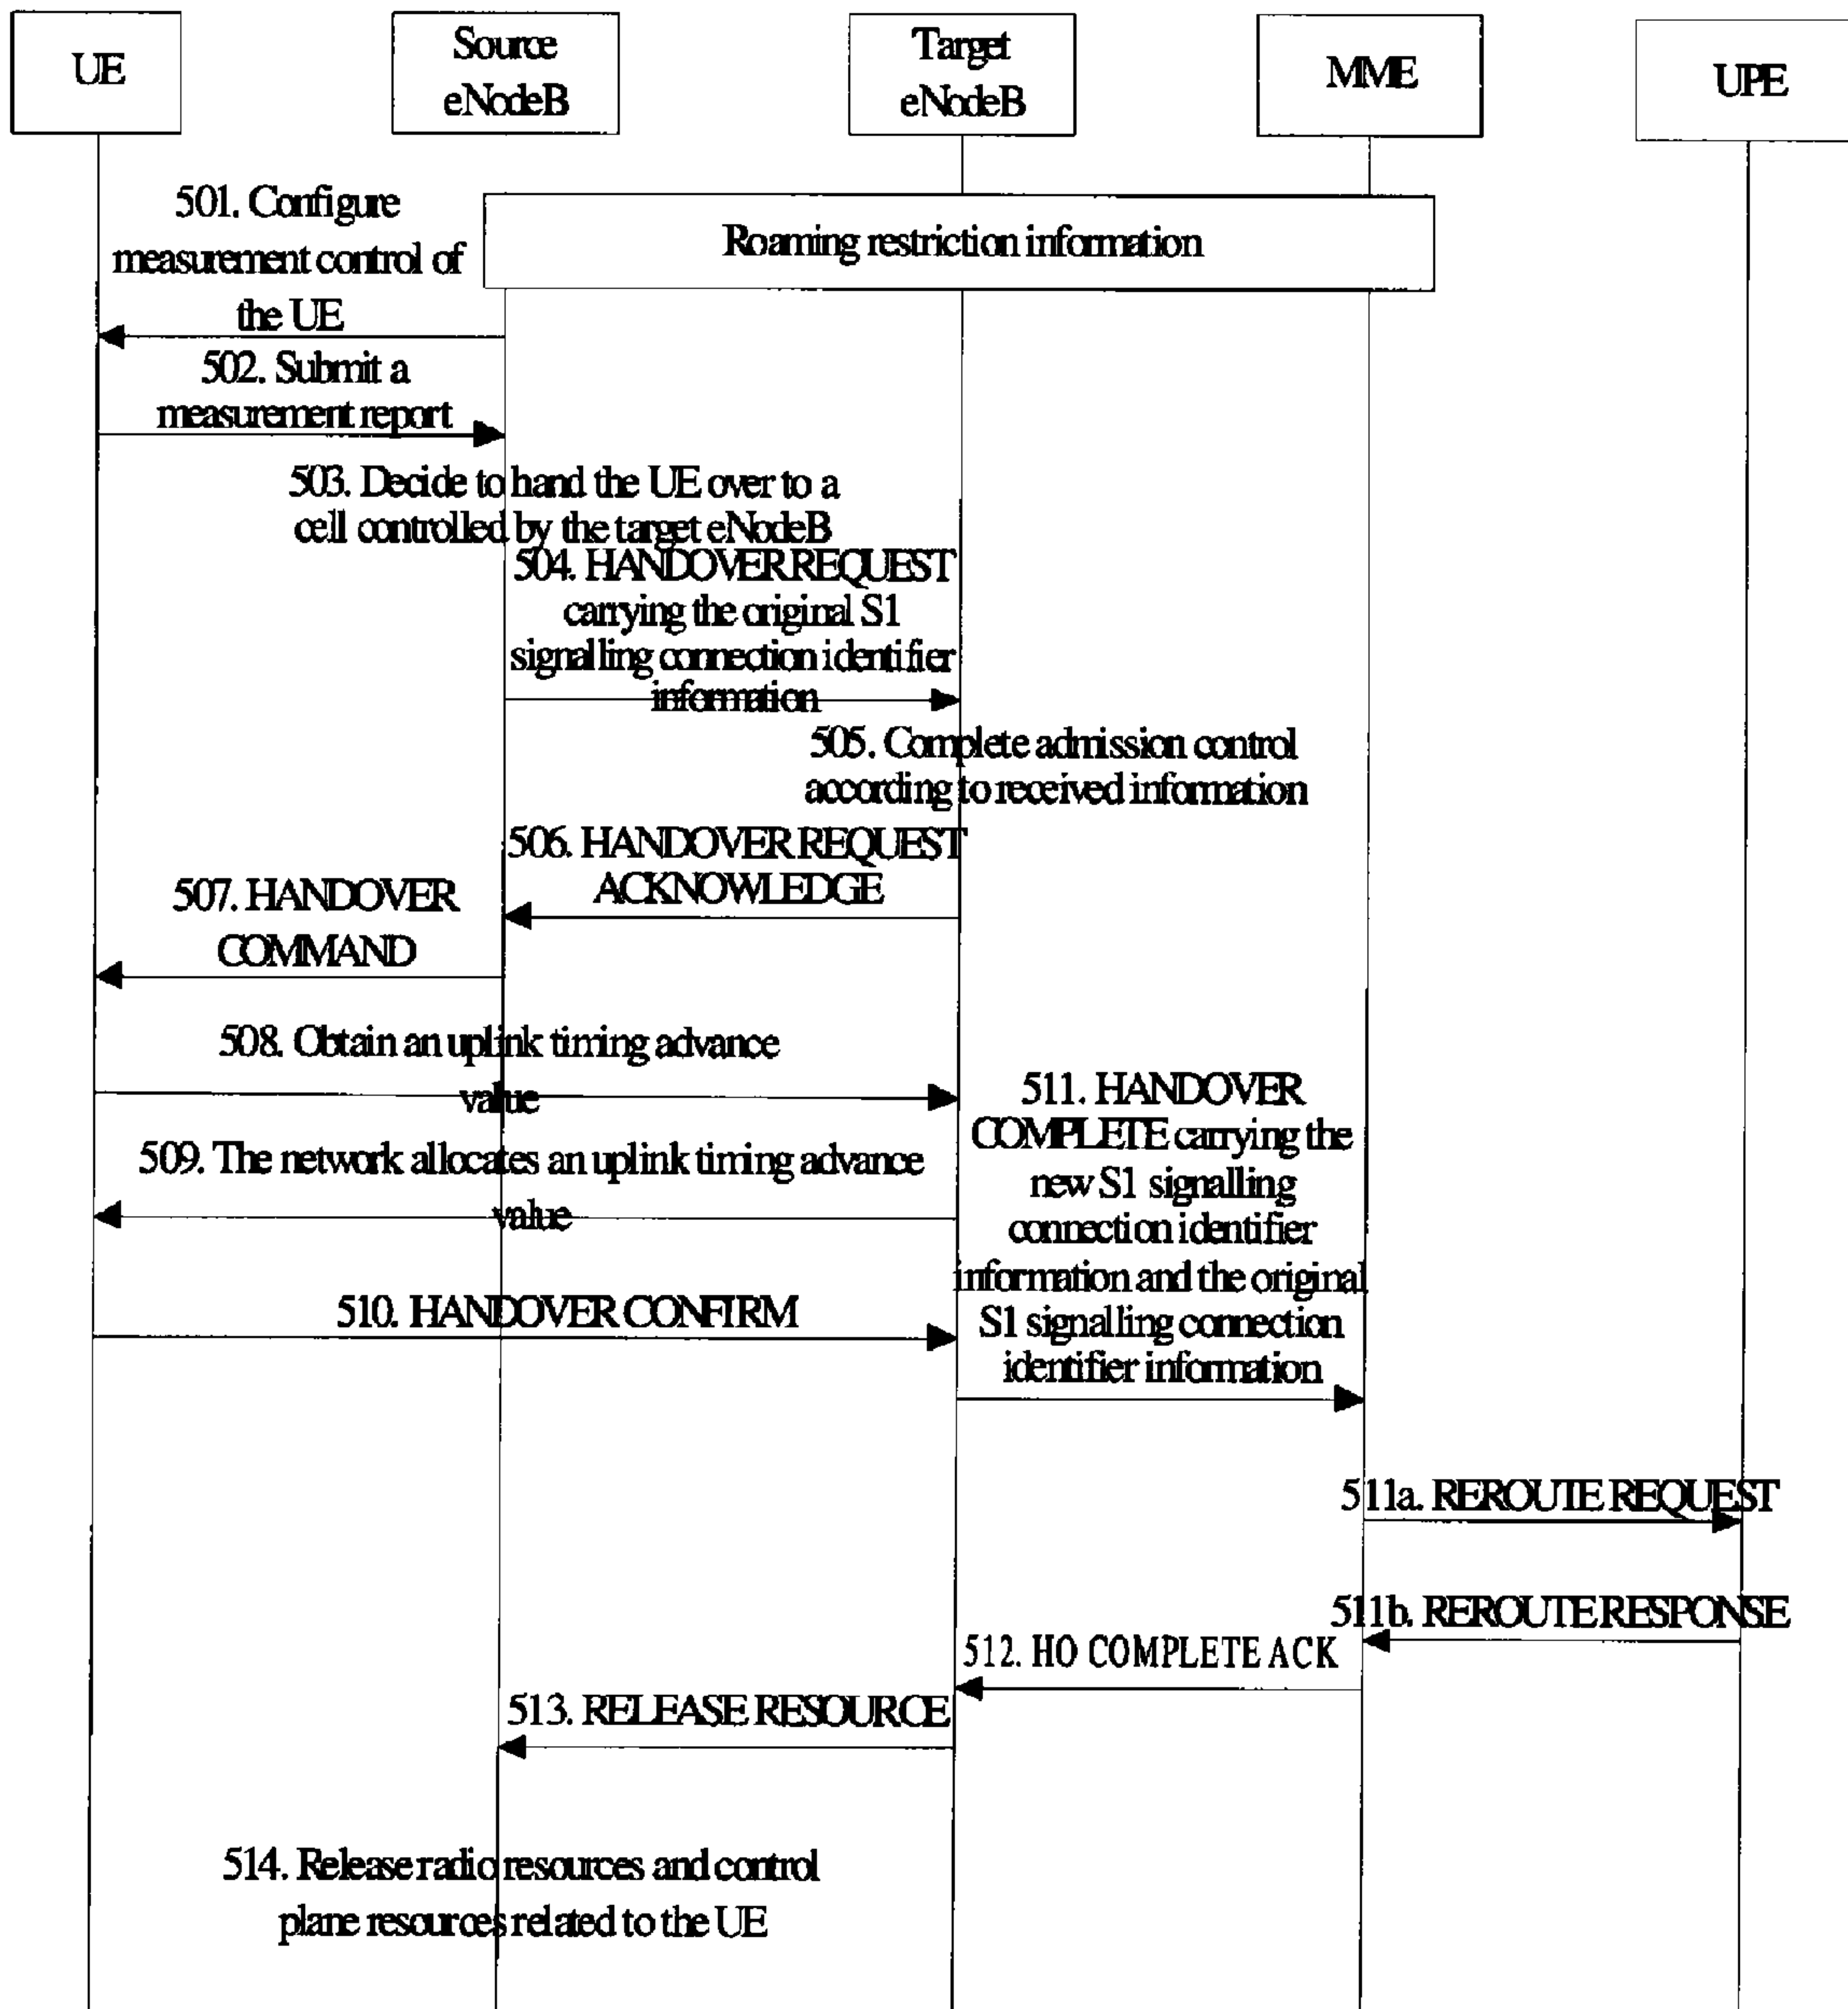 UE
Source
eNodeB
Target
eNodeB
MME
UPE
Roaming restriction information
501. Configure
measurement control of
the UE
502. Submit a
measurement report
503. Decide to hand the UE over to a
cell controlled by the target eNodeB
504. HANDOVER REQUEST
carrying the original S1
signalling connection identifier
information
505. Complete admission control
according to received information
506. HANDOVER REQUEST
ACKNOWLEDGE
507. HANDOVER
COMMAND
508. Obtain an uplink timing advance
value
509. The network allocates an uplink timing advance
value
510. HANDOVER CONFIRM
511. HANDOVER
COMPLETE carrying the
new S1 signalling
connection identifier
information and the original
S1 signalling connection
identifier information
511a. REROUTE REQUEST
511b. REROUTE RESPONSE
512. HO COMPLETE ACK
513. RELEASE RESOURCE
514. Release radio resources and control
plane resources related to the UE